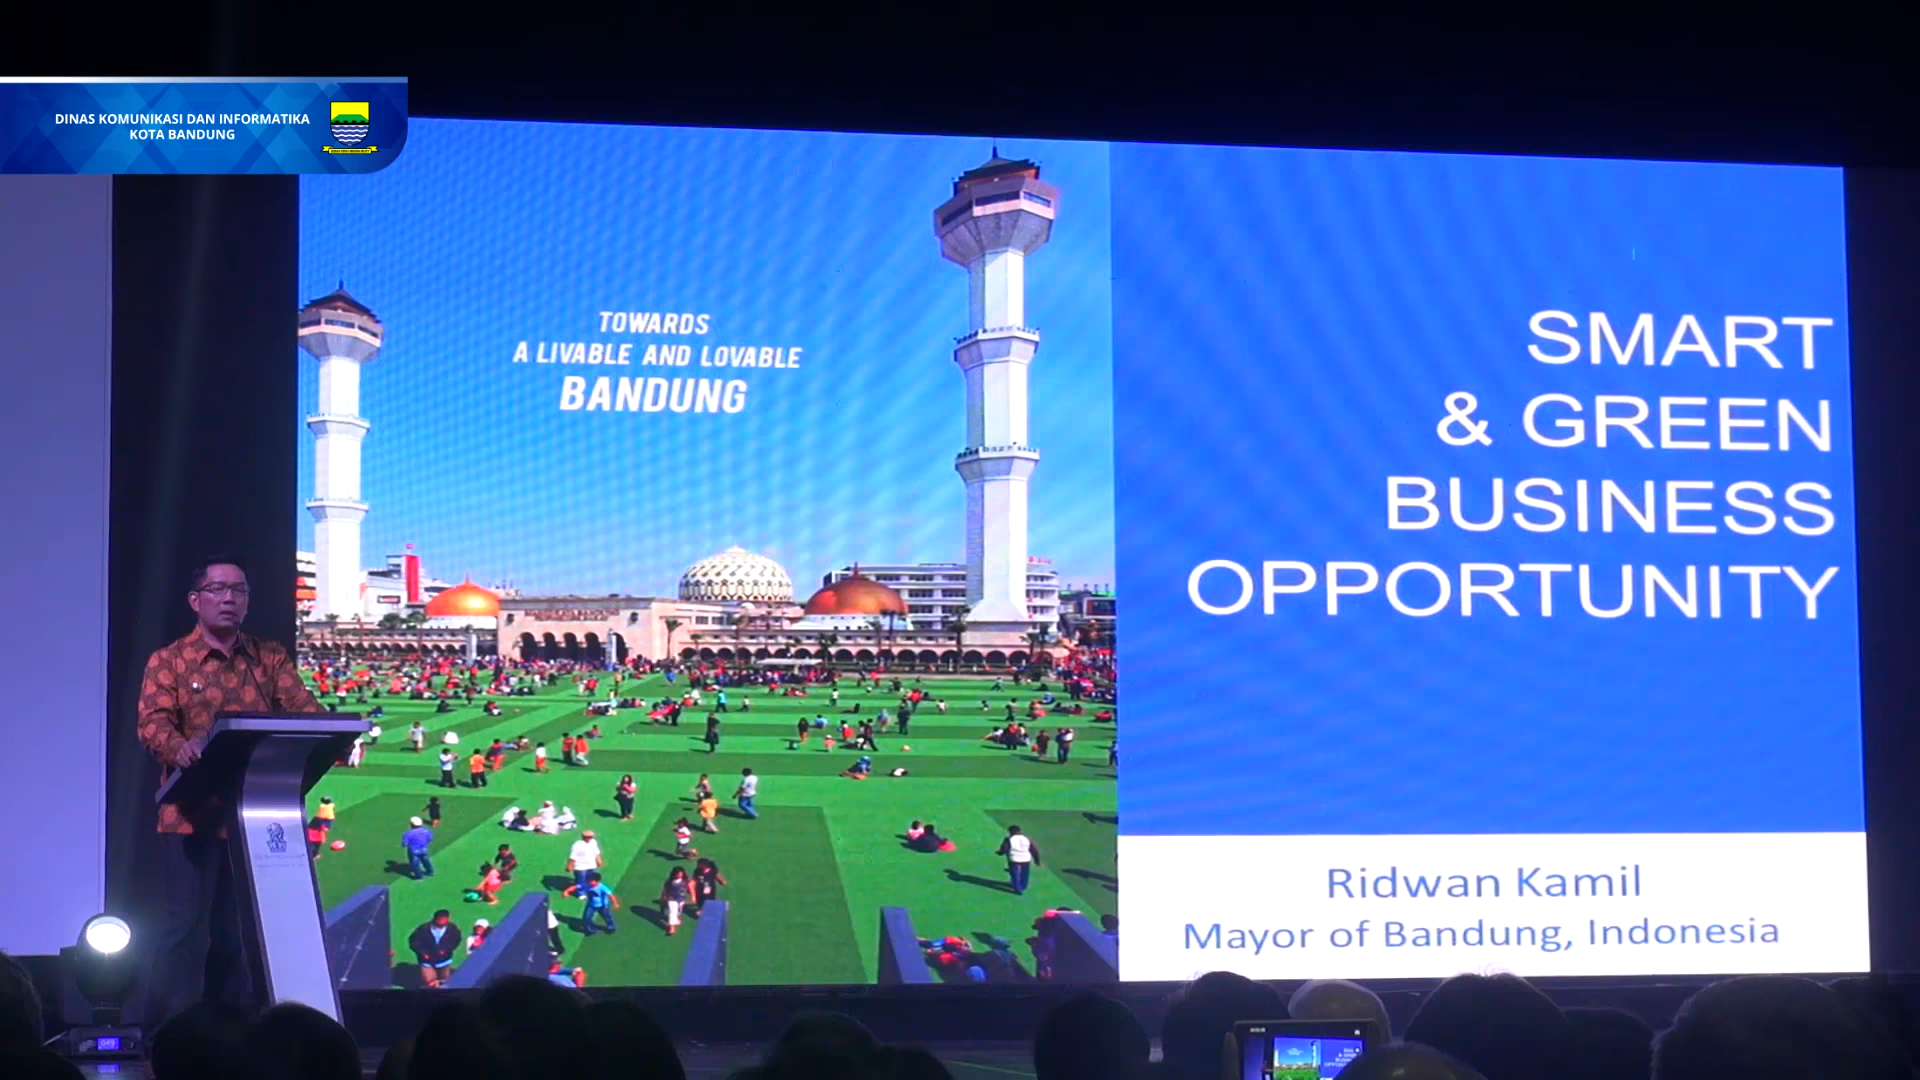 DINAS KOMUNIKASI DAN INFORMATIKA
KOTA BANDUNG
TOWARDS
A LIVABLE AND LOVABLE
BANDUNG
SMART
& GREEN
BUSINESS
OPPORTUNITY
Ridwan Kamil
Mayor of Bandung, Indonesia